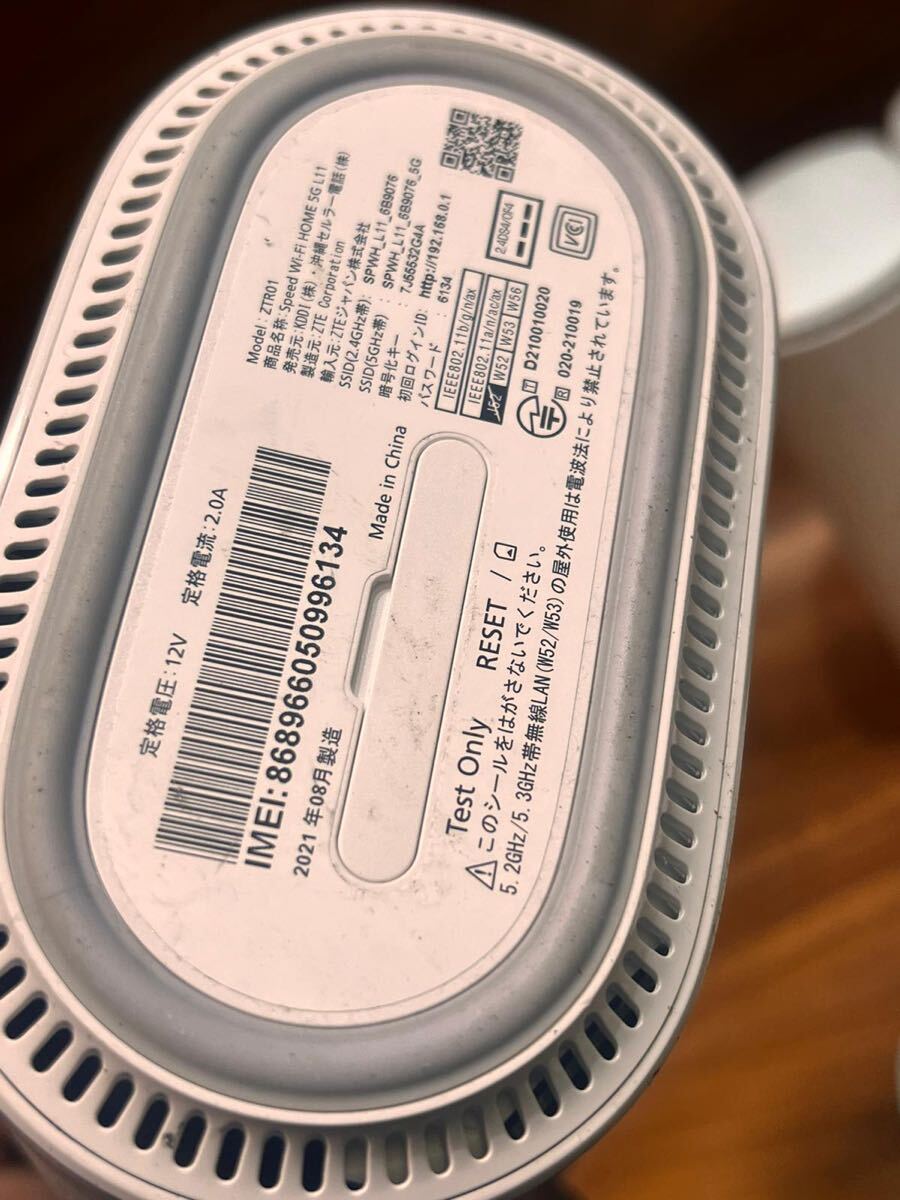 Model: ZTR01
商品名称: Speed Wi-Fi HOME 5G L11
発売元: KDDI(株)・沖縄セルラー電話(株)
製造元: ZTE Corporation
輸入元: ZTEジャパン株式会社
SSID(2.4GHz帯): SPWH_L11_6B9076
SSID(5GHz帯) : SPWH_L11_6B9076_5G
暗号化キー : 7J65532G4A
初回ログインID: http://192.168.0.1
パスワード : 6134
IEEE802.11b/g/n/ax
IEEE802.11a/n/ac/ax
J52 W52 W53 W56
2.4DS4/OF4
VCCI
T D210010020
R 020-210019
定格電圧: 12V 定格電流: 2.0A
IMEI: 868966050996134
2021年08月製造
Made in China
Test Only RESET /
このシールをはがさないでください。
5.2GHz/5.3GHz帯無線LAN(W52/W53)の屋外使用は電波法により禁止されています。